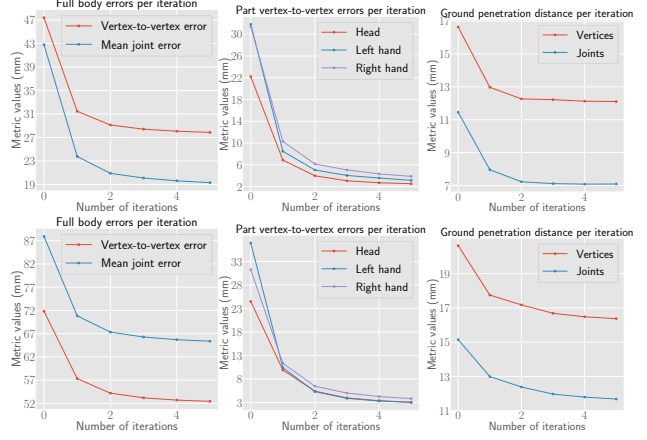 Full body errors per iteration
Metric values (mm)
47
43
39
35
31
27
23
19
Vertex-to-vertex error
Mean joint error
0
2
4
Number of iterations
Part vertex-to-vertex errors per iteration
Metric values (mm)
30
26
22
18
14
10
6
2
Head
Left hand
Right hand
0
2
4
Number of iterations
Ground penetration distance per iteration
Metric values (mm)
17
15
13
11
9
7
Vertices
Joints
0
2
4
Number of iterations
Full body errors per iteration
Metric values (mm)
87
82
77
72
67
62
57
52
Vertex-to-vertex error
Mean joint error
0
2
4
Number of iterations
Part vertex-to-vertex errors per iteration
Metric values (mm)
33
28
23
18
13
8
3
Head
Left hand
Right hand
0
2
4
Number of iterations
Ground penetration distance per iteration
Metric values (mm)
19
17
15
13
11
Vertices
Joints
0
2
4
Number of iterations